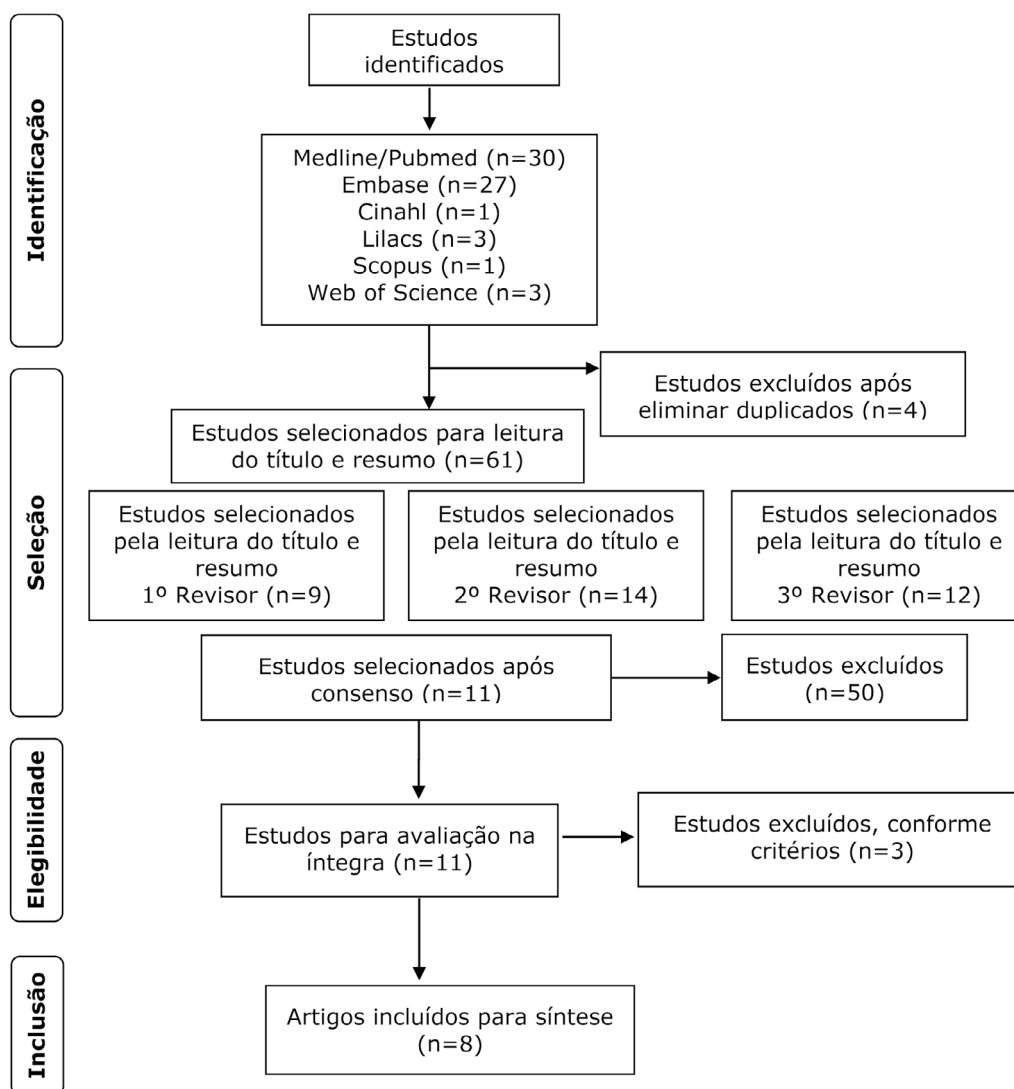 Identificação
Estudos
identificados
Medline/Pubmed (n=30)
Embase (n=27)
Cinahl (n=1)
Lilacs (n=3)
Scopus (n=1)
Web of Science (n=3)
Seleção
Estudos excluídos após
eliminar duplicados (n=4)
Estudos selecionados para leitura
do título e resumo (n=61)
Estudos selecionados
pela leitura do título e
resumo
1º Revisor (n=9)
Estudos selecionados
pela leitura do título e
resumo
2º Revisor (n=14)
Estudos selecionados
pela leitura do título e
resumo
3º Revisor (n=12)
Estudos selecionados após
consenso (n=11)
Estudos excluídos
(n=50)
Elegibilidade
Estudos para avaliação na
íntegra (n=11)
Estudos excluídos, conforme
critérios (n=3)
Inclusão
Artigos incluídos para síntese
(n=8)